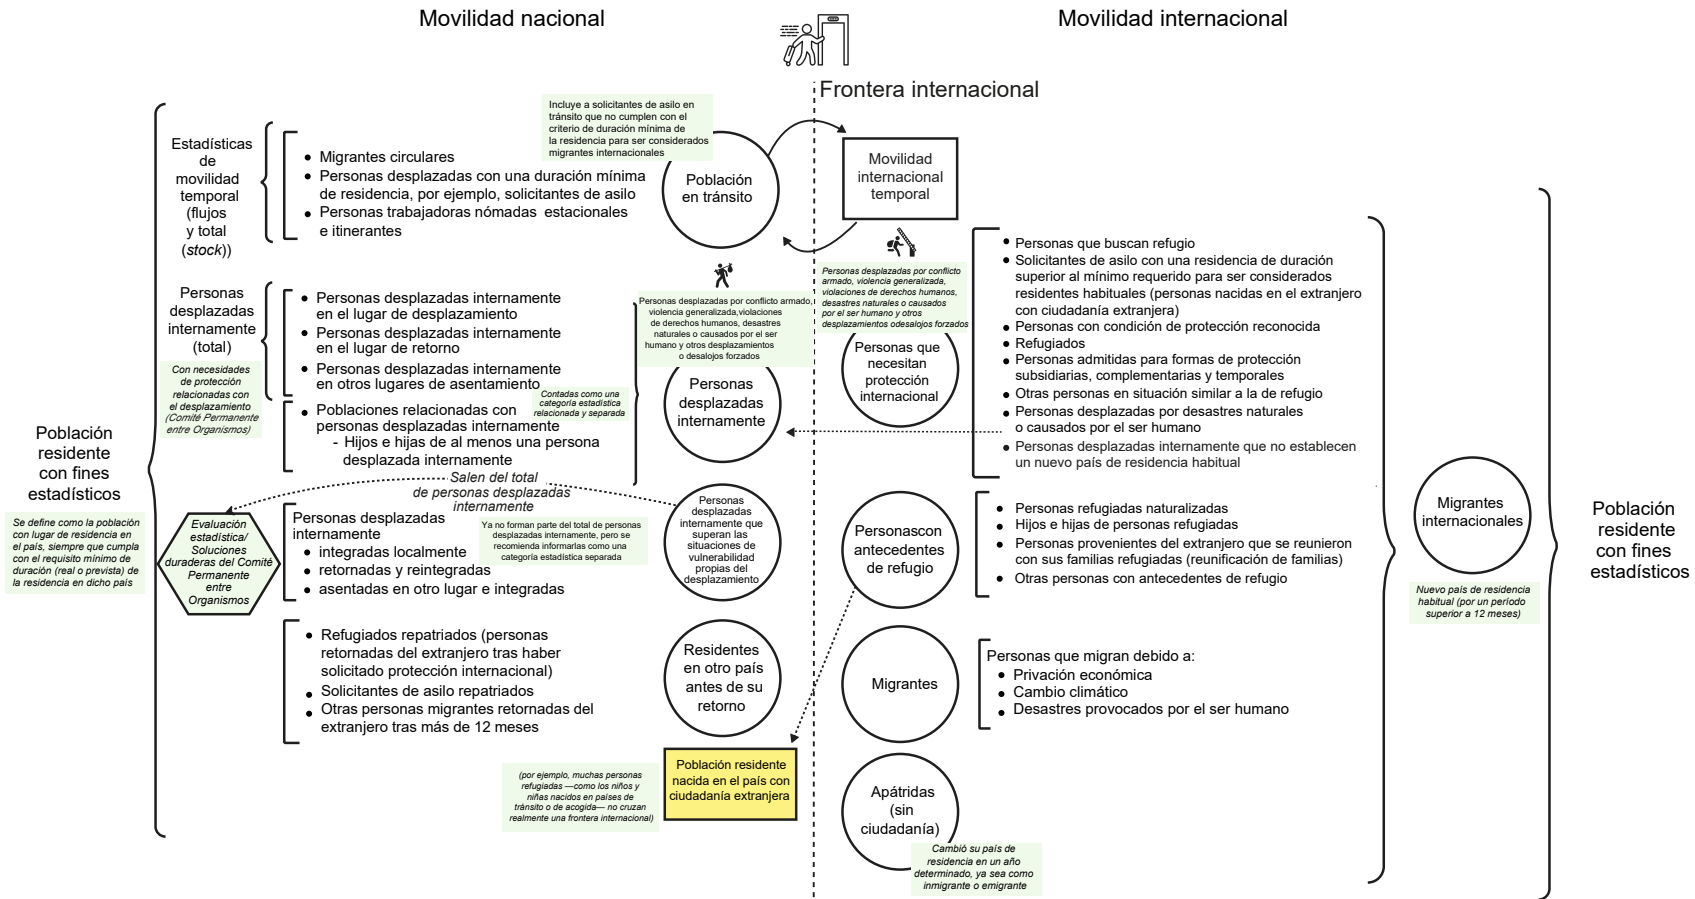 Movilidad nacional
Movilidad internacional
Frontera internacional
Incluye a solicitantes de asilo en
tránsito que no cumplen con el
criterio de duración mínima de
la residencia para ser considerados
migrantes internacionales
Estadísticas
de
movilidad
temporal
(flujos
y total
(stock))
• Migrantes circulares
• Personas desplazadas con una duración mínima
de residencia, por ejemplo, solicitantes de asilo
• Personas trabajadoras nómadas estacionales
e itinerantes
Población
en tránsito
Movilidad
internacional
temporal
Personas
desplazadas
internamente
(total)
Con necesidades
de protección
relacionadas con
el desplazamiento
(Comité Permanente
entre Organismos)
• Personas desplazadas internamente
en el lugar de desplazamiento
• Personas desplazadas internamente
en el lugar de retorno
• Personas desplazadas internamente
en otros lugares de asentamiento
Contadas como una
categoría estadística
relacionada y separada
• Poblaciones relacionadas con
personas desplazadas internamente
- Hijos e hijas de al menos una persona
desplazada internamente
Personas desplazadas por conflicto armado,
violencia generalizada,violaciones
de derechos humanos, desastres
naturales o causados por el ser
humano y otros desplazamientos
o desalojos forzados
Personas
desplazadas
internamente
Personas desplazadas por conflicto
armado, violencia generalizada,
violaciones de derechos humanos,
desastres naturales o causados
por el ser humano y otros
desplazamientos odesalojos forzados
Personas que
necesitan
protección
internacional
• Personas que buscan refugio
• Solicitantes de asilo con una residencia de duración
superior al mínimo requerido para ser considerados
residentes habituales (personas nacidas en el extranjero
con ciudadanía extranjera)
• Personas con condición de protección reconocida
• Refugiados
• Personas admitidas para formas de protección
subsidiarias, complementarias y temporales
• Otras personas en situación similar a la de refugio
• Personas desplazadas por desastres naturales
o causados por el ser humano
• Personas desplazadas internamente que no establecen
un nuevo país de residencia habitual
Población
residente
con fines
estadísticos
Se define como la población
con lugar de residencia en
el país, siempre que cumpla
con el requisito mínimo de
duración (real o prevista) de
la residencia en dicho país
Salen del total
de personas desplazadas
internamente
Evaluación
estadística/
Soluciones
duraderas del Comité
Permanente
entre
Organismos
Personas desplazadas
internamente
• integradas localmente
• retornadas y reintegradas
• asentadas en otro lugar e integradas
Ya no forman parte del total de personas
desplazadas internamente, pero se
recomienda informarlas como una
categoría estadística separada
Personas
desplazadas
internamente que
superan las
situaciones de
vulnerabilidad
propias del
desplazamiento
Personascon
antecedentes
de refugio
• Personas refugiadas naturalizadas
• Hijos e hijas de personas refugiadas
• Personas provenientes del extranjero que se reunieron
con sus familias refugiadas (reunificación de familias)
• Otras personas con antecedentes de refugio
Migrantes
internacionales
Nuevo país de residencia
habitual (por un período
superior a 12 meses)
Población
residente
con fines
estadísticos
• Refugiados repatriados (personas
retornadas del extranjero tras haber
solicitado protección internacional)
• Solicitantes de asilo repatriados
• Otras personas migrantes retornadas del
extranjero tras más de 12 meses
Residentes
en otro país
antes de su
retorno
Migrantes
Personas que migran debido a:
• Privación económica
• Cambio climático
• Desastres provocados por el ser humano
(por ejemplo, muchas personas
refugiadas —como los niños y
niñas nacidos en países de
tránsito o de acogida— no cruzan
realmente una frontera internacional)
Población residente
nacida en el país con
ciudadanía extranjera
Apátridas
(sin
ciudadanía)
Cambió su país de
residencia en un año
determinado, ya sea como
inmigrante o emigrante